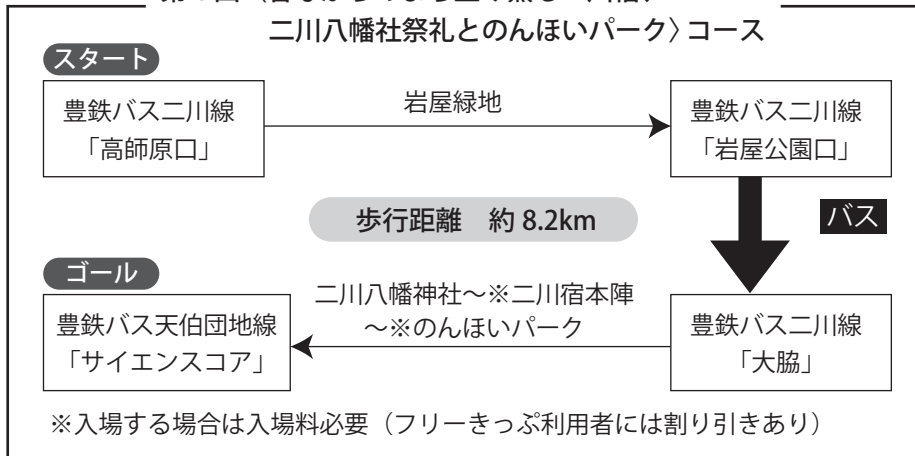 二川八幡社祭礼とのんほいパーク〉コース
スタート
豊鉄バス二川線
「高師原口」
岩屋緑地
豊鉄バス二川線
「岩屋公園口」
歩行距離 約 8.2km
バス
ゴール
豊鉄バス天伯団地線
「サイエンスコア」
二川八幡神社～※二川宿本陣
～※のんほいパーク
豊鉄バス二川線
「大脇」
※入場する場合は入場料必要（フリーきっぷ利用者には割り引きあり）